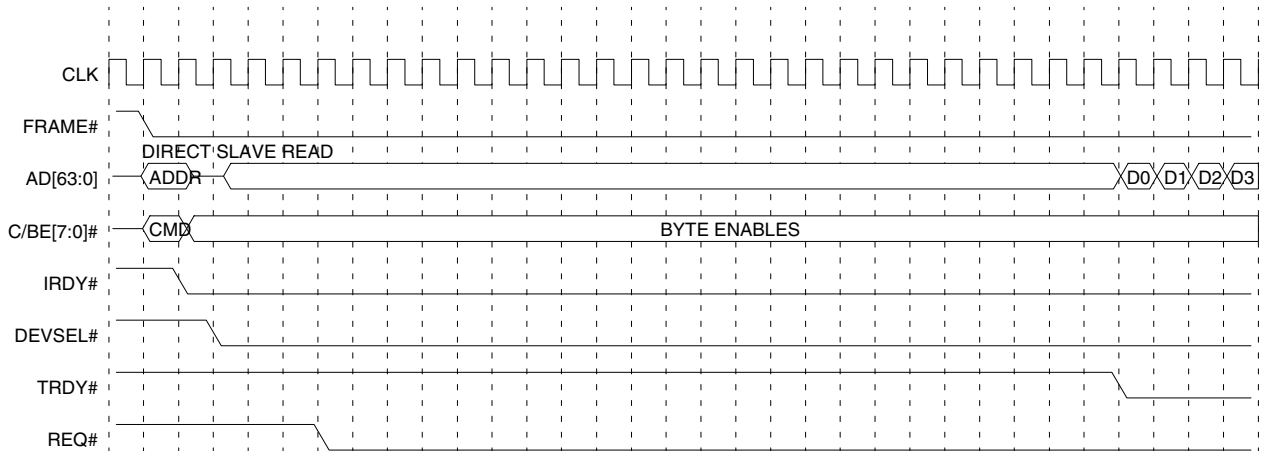 CLK
FRAME#
DIRECT SLAVE READ
AD[63:0] ADDR D0 D1 D2 D3
C/BE[7:0]# CMD BYTE ENABLES
IRDY#
DEVSEL#
TRDY#
REQ#